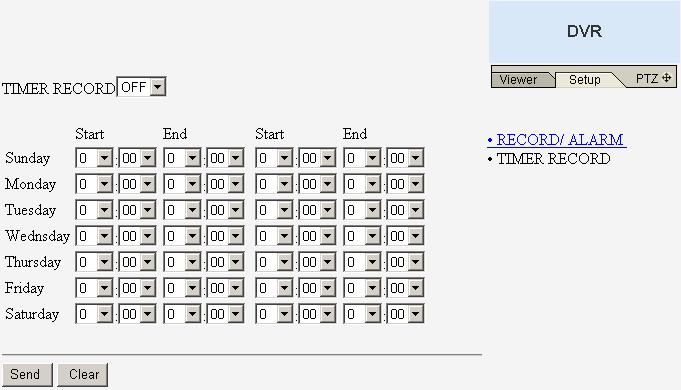 DVR
Viewer Setup PTZ
TIMER RECORD OFF
• RECORD/ ALARM
• TIMER RECORD
Start End Start End
Sunday 0 : 00 0 : 00 0 : 00 0 : 00
Monday 0 : 00 0 : 00 0 : 00 0 : 00
Tuesday 0 : 00 0 : 00 0 : 00 0 : 00
Wednsday 0 : 00 0 : 00 0 : 00 0 : 00
Thursday 0 : 00 0 : 00 0 : 00 0 : 00
Friday 0 : 00 0 : 00 0 : 00 0 : 00
Saturday 0 : 00 0 : 00 0 : 00 0 : 00
Send Clear